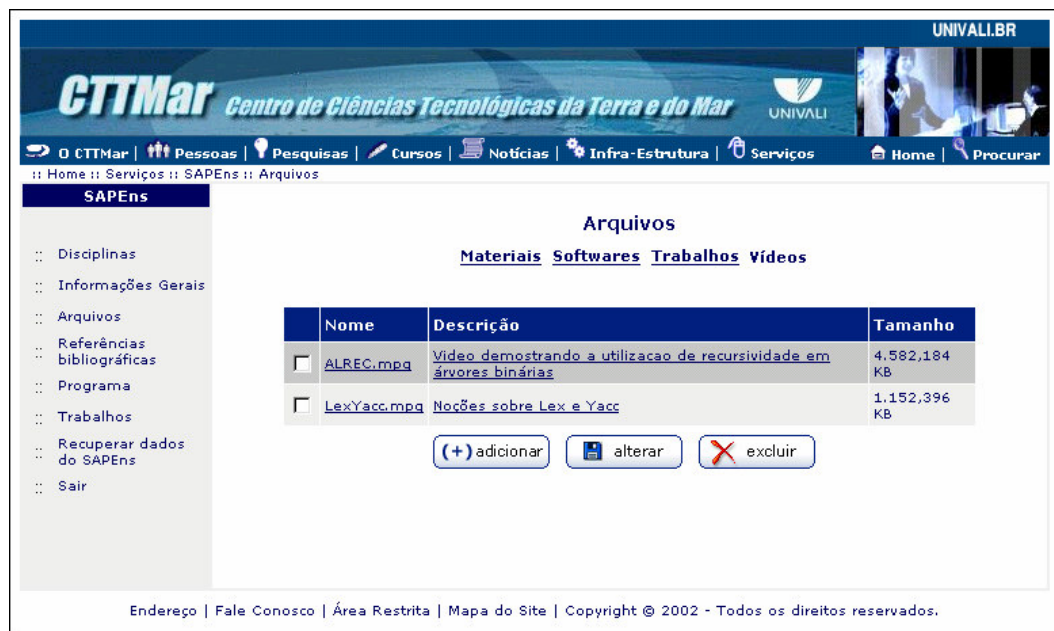 UNIVALI.BR
CTTMar Centro de Ciências Tecnológicas da Terra e do Mar
UNIVALI
O CTTMar | Pessoas | Pesquisas | Cursos | Notícias | Infra-Estrutura | Serviços Home | Procurar
:: Home :: Serviços :: SAPEns :: Arquivos
SAPEns
:: Disciplinas
:: Informações Gerais
:: Arquivos
:: Referências
bibliográficas
:: Programa
:: Trabalhos
:: Recuperar dados
do SAPEns
:: Sair
Arquivos
Materiais Softwares Trabalhos Vídeos
Nome Descrição Tamanho
ALREC.mpg Video demostrando a utilizacao de recursividade em
árvores binárias
4.582,184
KB
LexYacc.mpg Noções sobre Lex e Yacc
1.152,396
KB
(+) adicionar alterar excluir
Endereço | Fale Conosco | Área Restrita | Mapa do Site | Copyright © 2002 - Todos os direitos reservados.